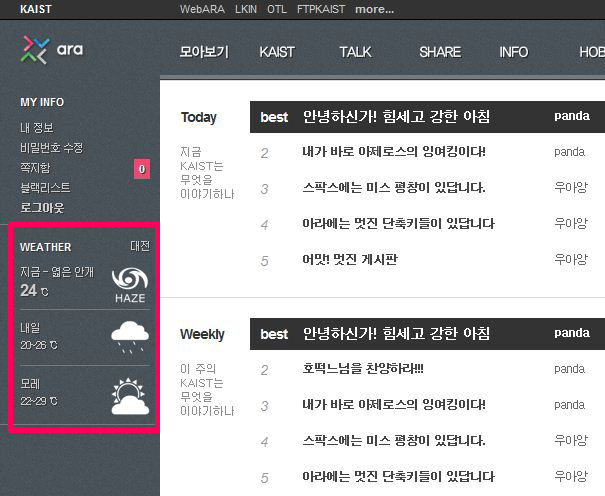 KAIST
WebARA LKIN OTL FTPKAIST more...
ara
모아보기 KAIST TALK SHARE INFO HOB
MY INFO
내 정보
비밀번호 수정
쪽지함 0
블랙리스트
로그아웃
WEATHER 대전
지금 - 엷은 안개
24 ℃
HAZE
내일
20~26 ℃
모레
22~29 ℃
Today
지금
KAIST는
무엇을
이야기하나
best 안녕하신가! 힘세고 강한 아침 panda
2 내가 바로 아제로스의 잉여킹이다! panda
3 스팍스에는 미스 평창이 있답니다. 우아앙
4 아라에는 멋진 단축키들이 있답니다 우아앙
5 어맛! 멋진 게시판 우아앙
Weekly
이 주의
KAIST는
무엇을
이야기하나
best 안녕하신가! 힘세고 강한 아침 panda
2 호떡느님을 찬양하라!!! panda
3 내가 바로 아제로스의 잉여킹이다! panda
4 스팍스에는 미스 평창이 있답니다. 우아앙
5 아라에는 멋진 단축키들이 있답니다 우아앙